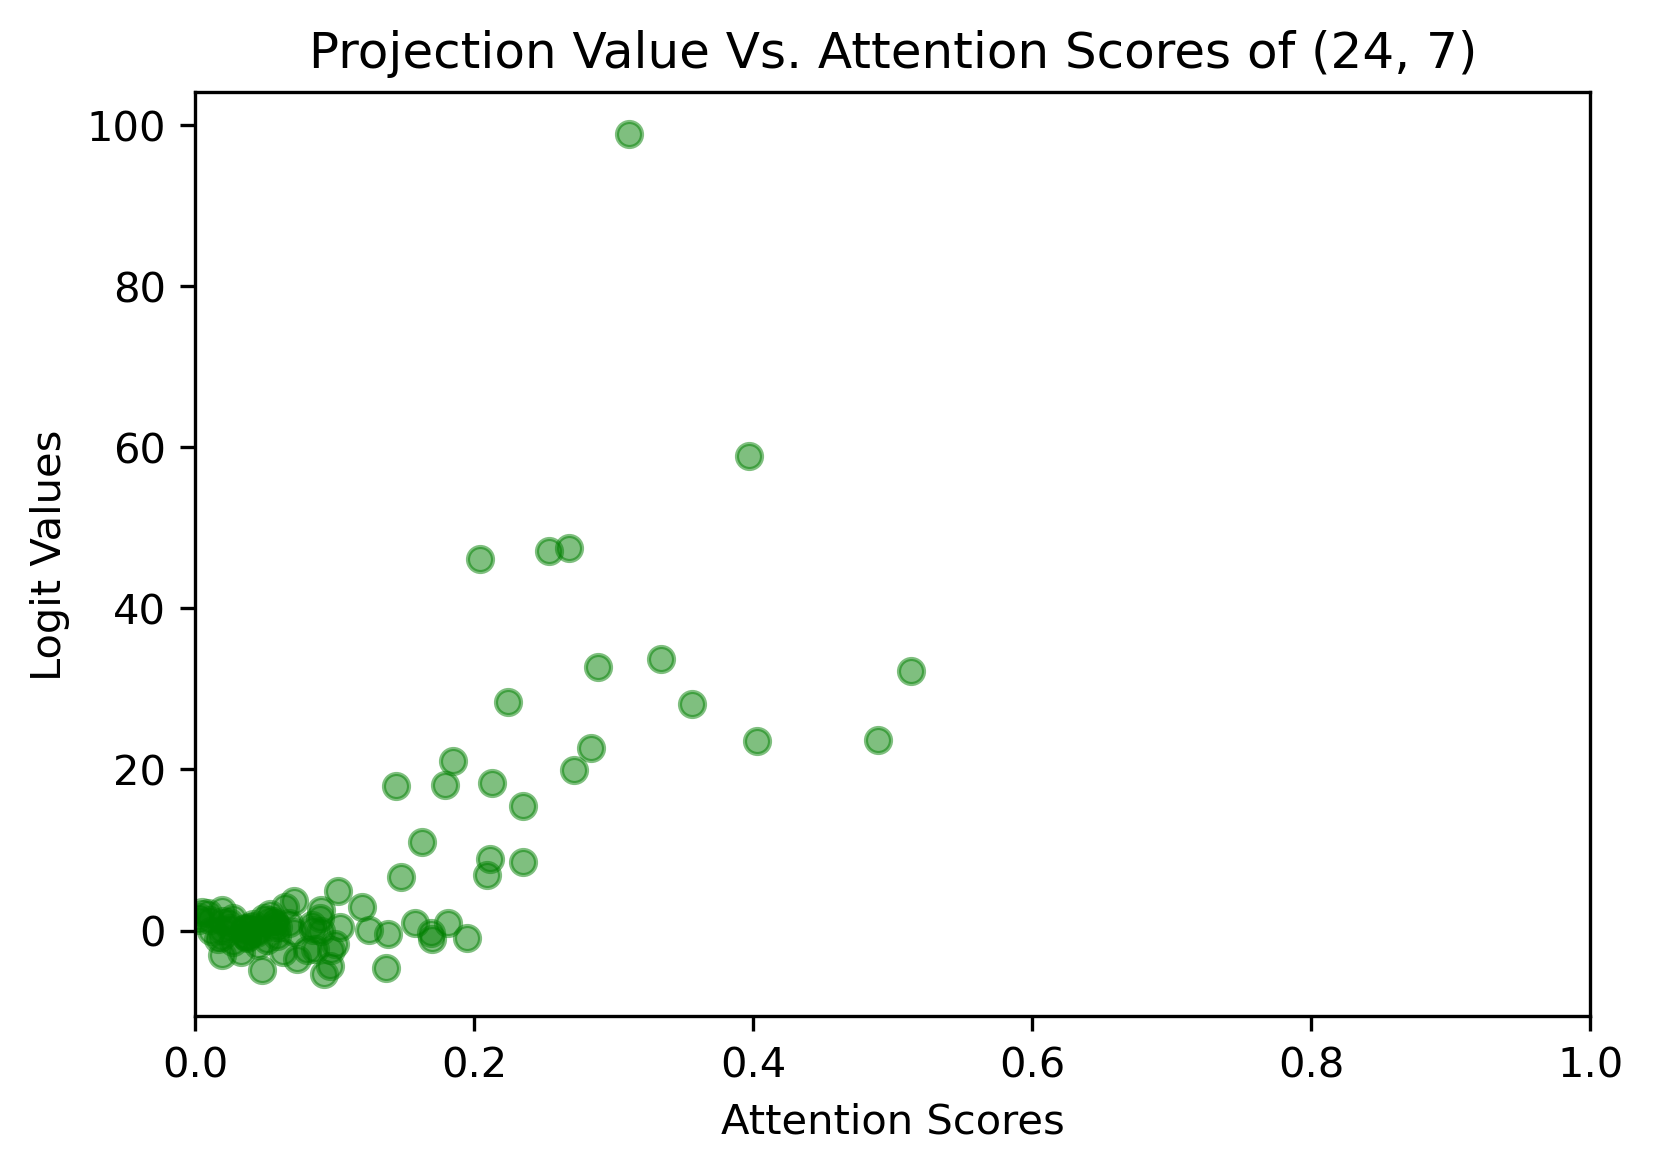 Projection Value Vs. Attention Scores of (24, 7)
100
80
60
40
20
0
Logit Values
0.0 0.2 0.4 0.6 0.8 1.0
Attention Scores